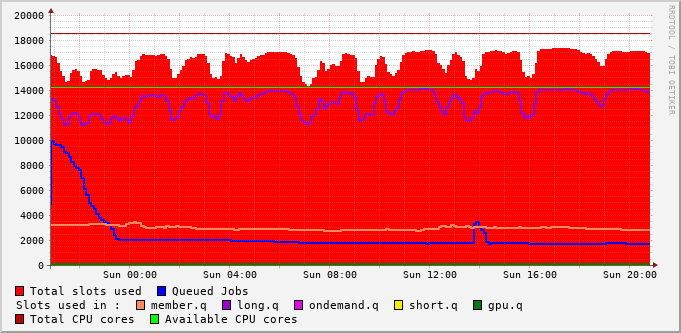 RRDTOOL / TOBI OETIKER
20000
18000
16000
14000
12000
10000
8000
6000
4000
2000
0
Sun 00:00 Sun 04:00 Sun 08:00 Sun 12:00 Sun 16:00 Sun 20:00
Total slots used Queued Jobs
Slots used in : member.q long.q ondemand.q short.q gpu.q
Total CPU cores Available CPU cores